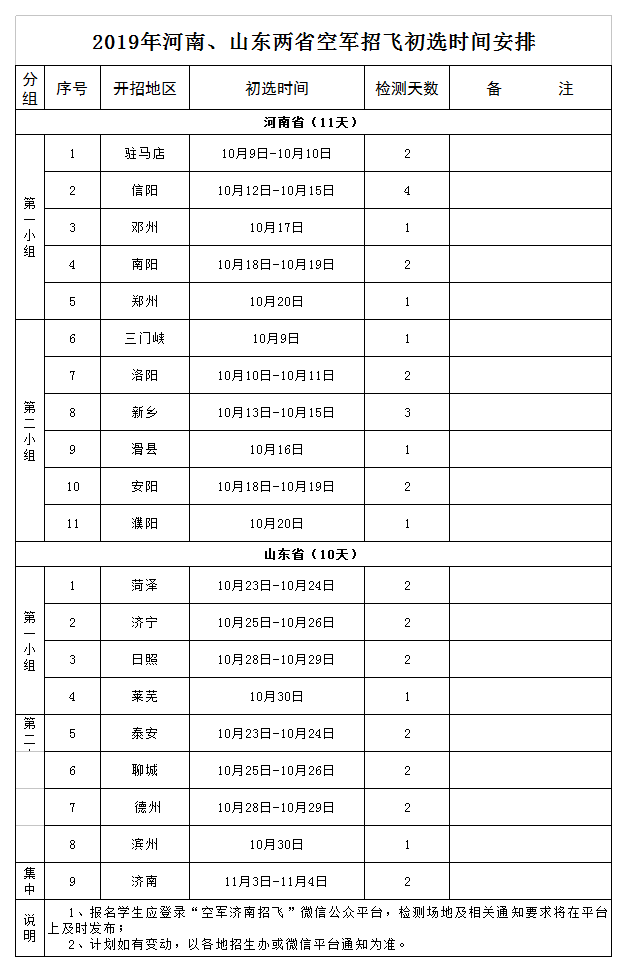 2019年河南、山东两省空军招飞初选时间安排
分组 序号 开招地区 初选时间 检测天数 备 注
河南省（11天）
第一小组
1 驻马店 10月9日-10月10日 2
2 信阳 10月12日-10月15日 4
3 邓州 10月17日 1
4 南阳 10月18日-10月19日 2
5 郑州 10月20日 1
第二小组
6 三门峡 10月9日 1
7 洛阳 10月10日-10月11日 2
8 新乡 10月13日-10月15日 3
9 滑县 10月16日 1
10 安阳 10月18日-10月19日 2
11 濮阳 10月20日 1
山东省（10天）
第一小组
1 菏泽 10月23日-10月24日 2
2 济宁 10月25日-10月26日 2
3 日照 10月28日-10月29日 2
4 莱芜 10月30日 1
第二
5 泰安 10月23日-10月24日 2
6 聊城 10月25日-10月26日 2
7 德州 10月28日-10月29日 2
8 滨州 10月30日 1
集中 9 济南 11月3日-11月4日 2
说明
1、报名学生应登录“空军济南招飞”微信公众平台，检测场地及相关通知要求将在平台
上及时发布；
2、计划如有变动，以各地招生办或微信平台通知为准。